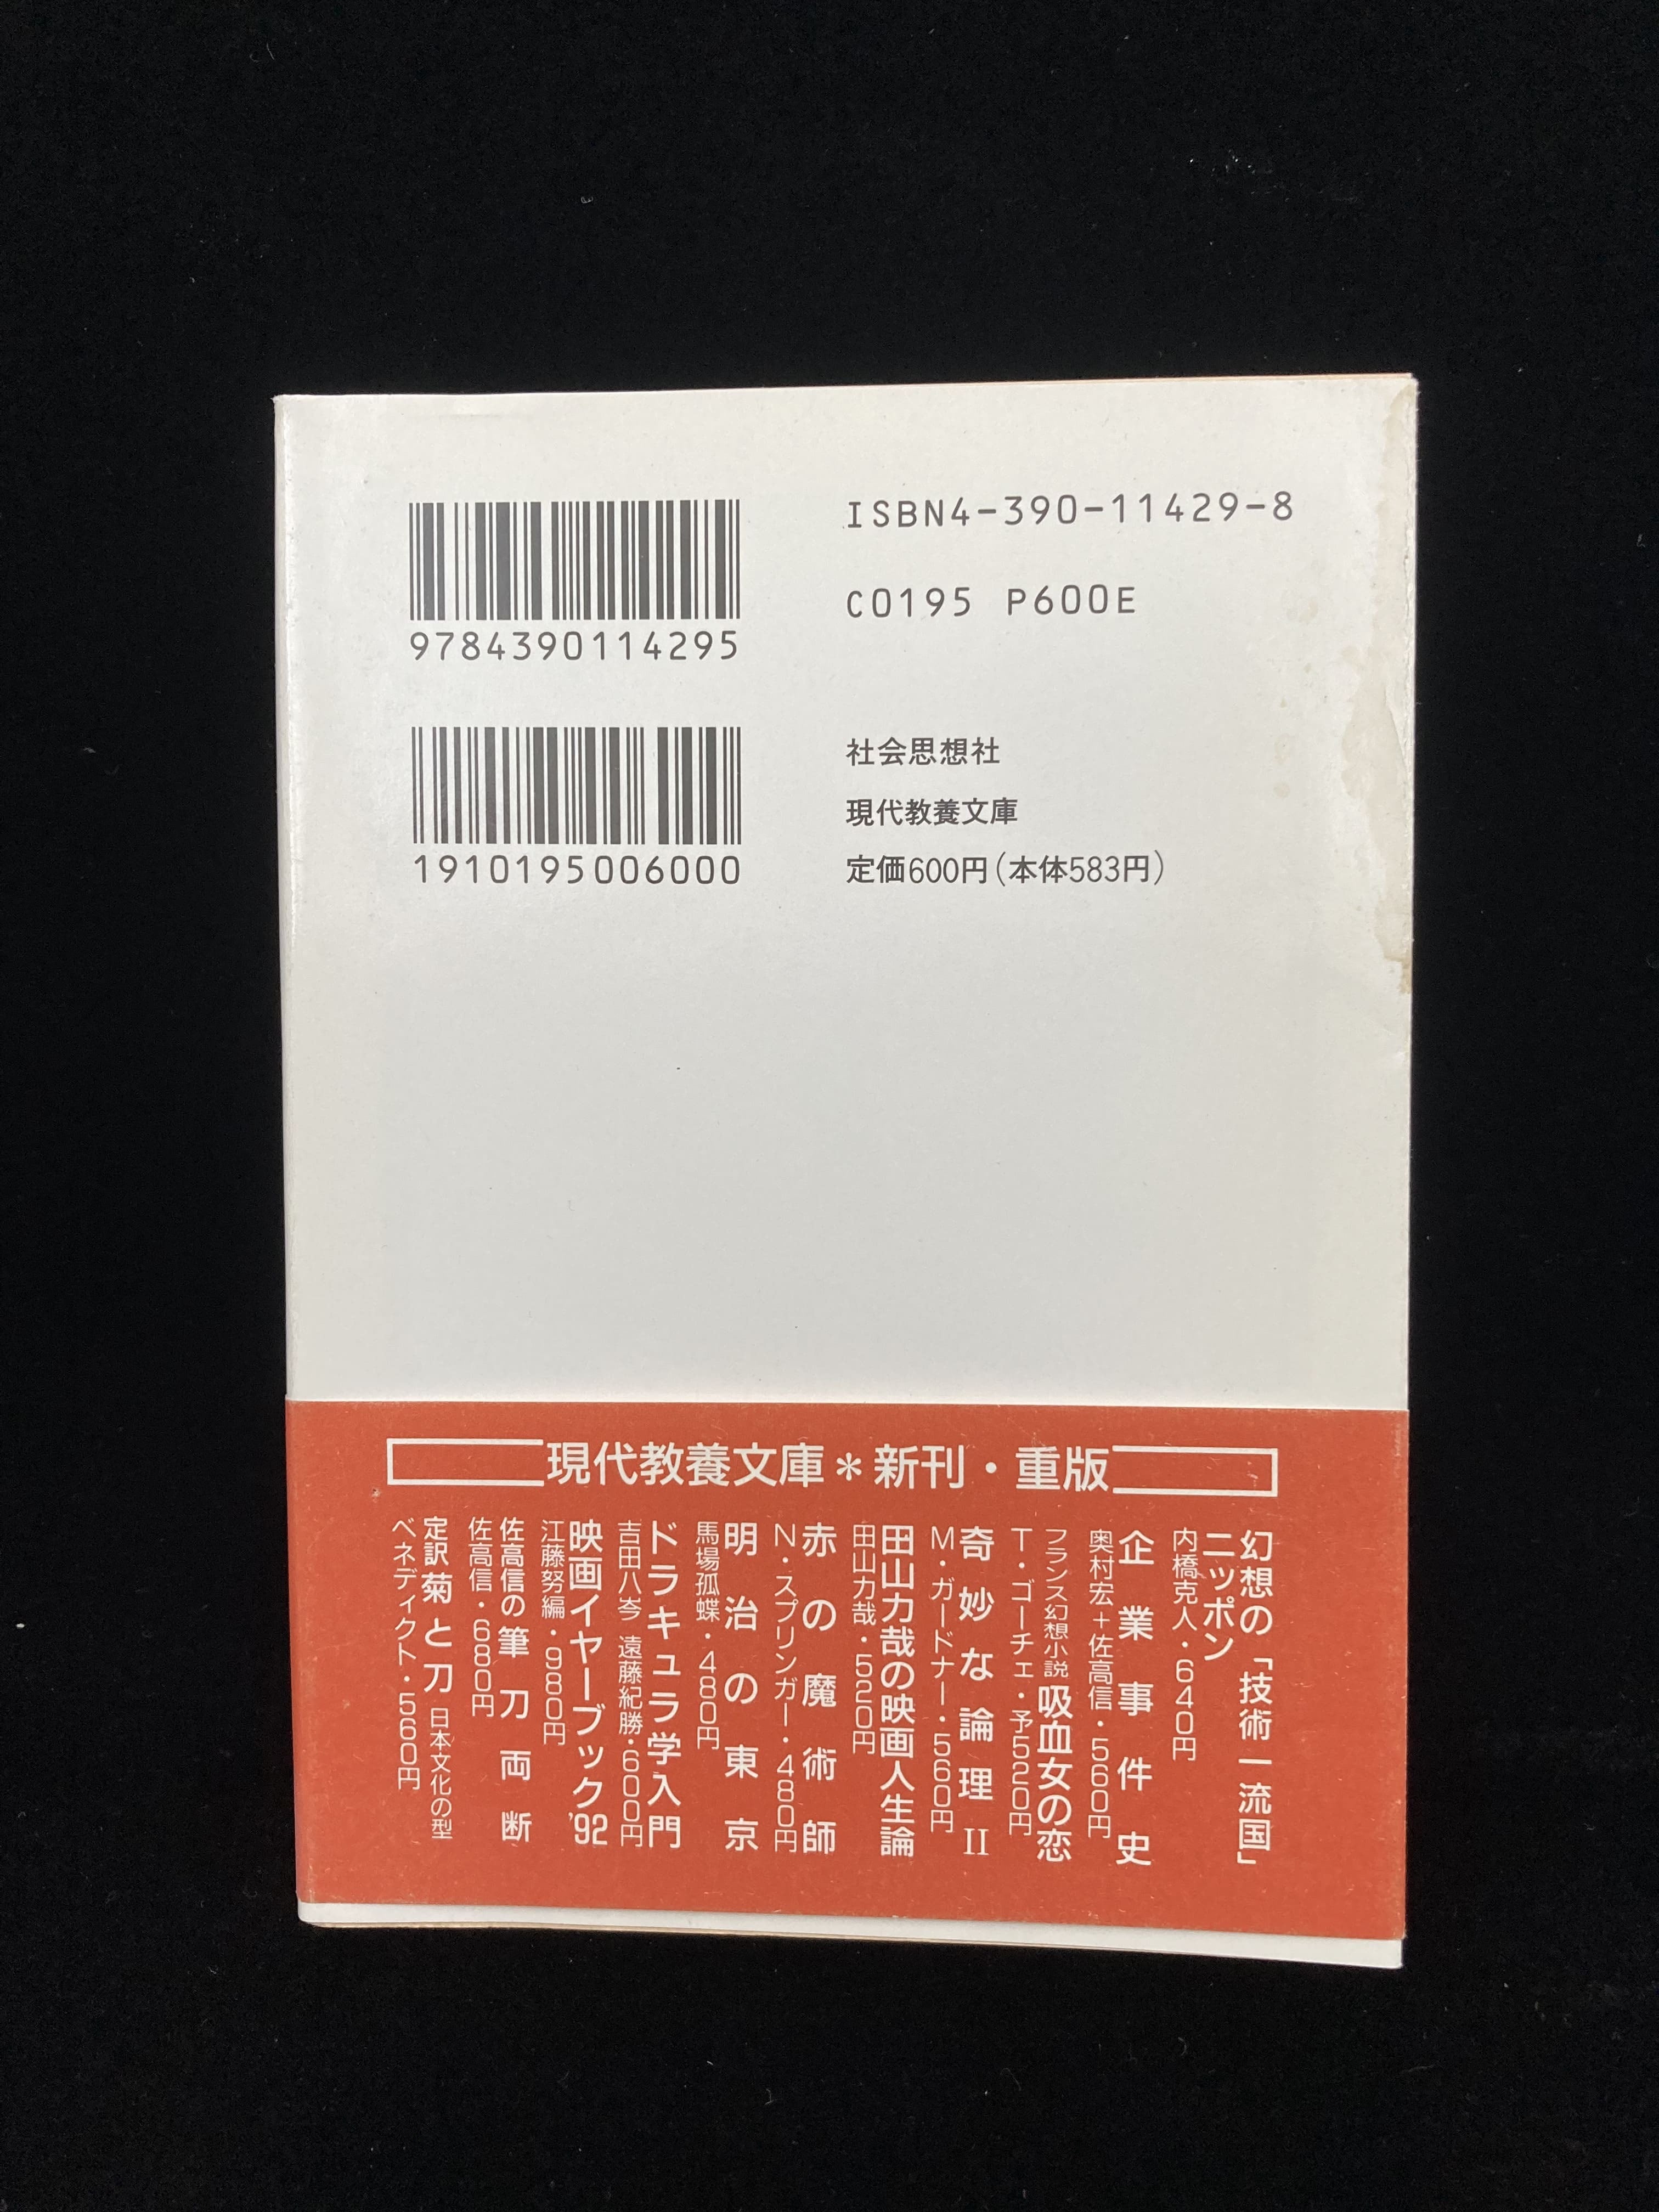 ISBN4-390-11429-8
C0195 P600E
9784390114295
1910195006000
社会思想社
現代教養文庫
定価600円(本体583円)
現代教養文庫*新刊・重版
幻想の「技術一流国」
ニッポン
内橋克人・640円
企業事件史
奥村宏+佐高信・560円
フランス幻想小説 吸血女の恋
T・ゴーチェ・予520円
奇妙な論理II
M・ガードナー・560円
田山力哉の映画人生論
田山力哉・520円
赤の魔術師
N・スプリンガー・480円
明治の東京
馬場孤蝶・480円
ドラキュラ学入門
吉田八岑 遠藤紀勝・600円
映画イヤーブック'92
江藤努編・980円
佐高信の筆刀両断
佐高信・680円
定訳菊と刀 日本文化の型
ベネディクト・560円